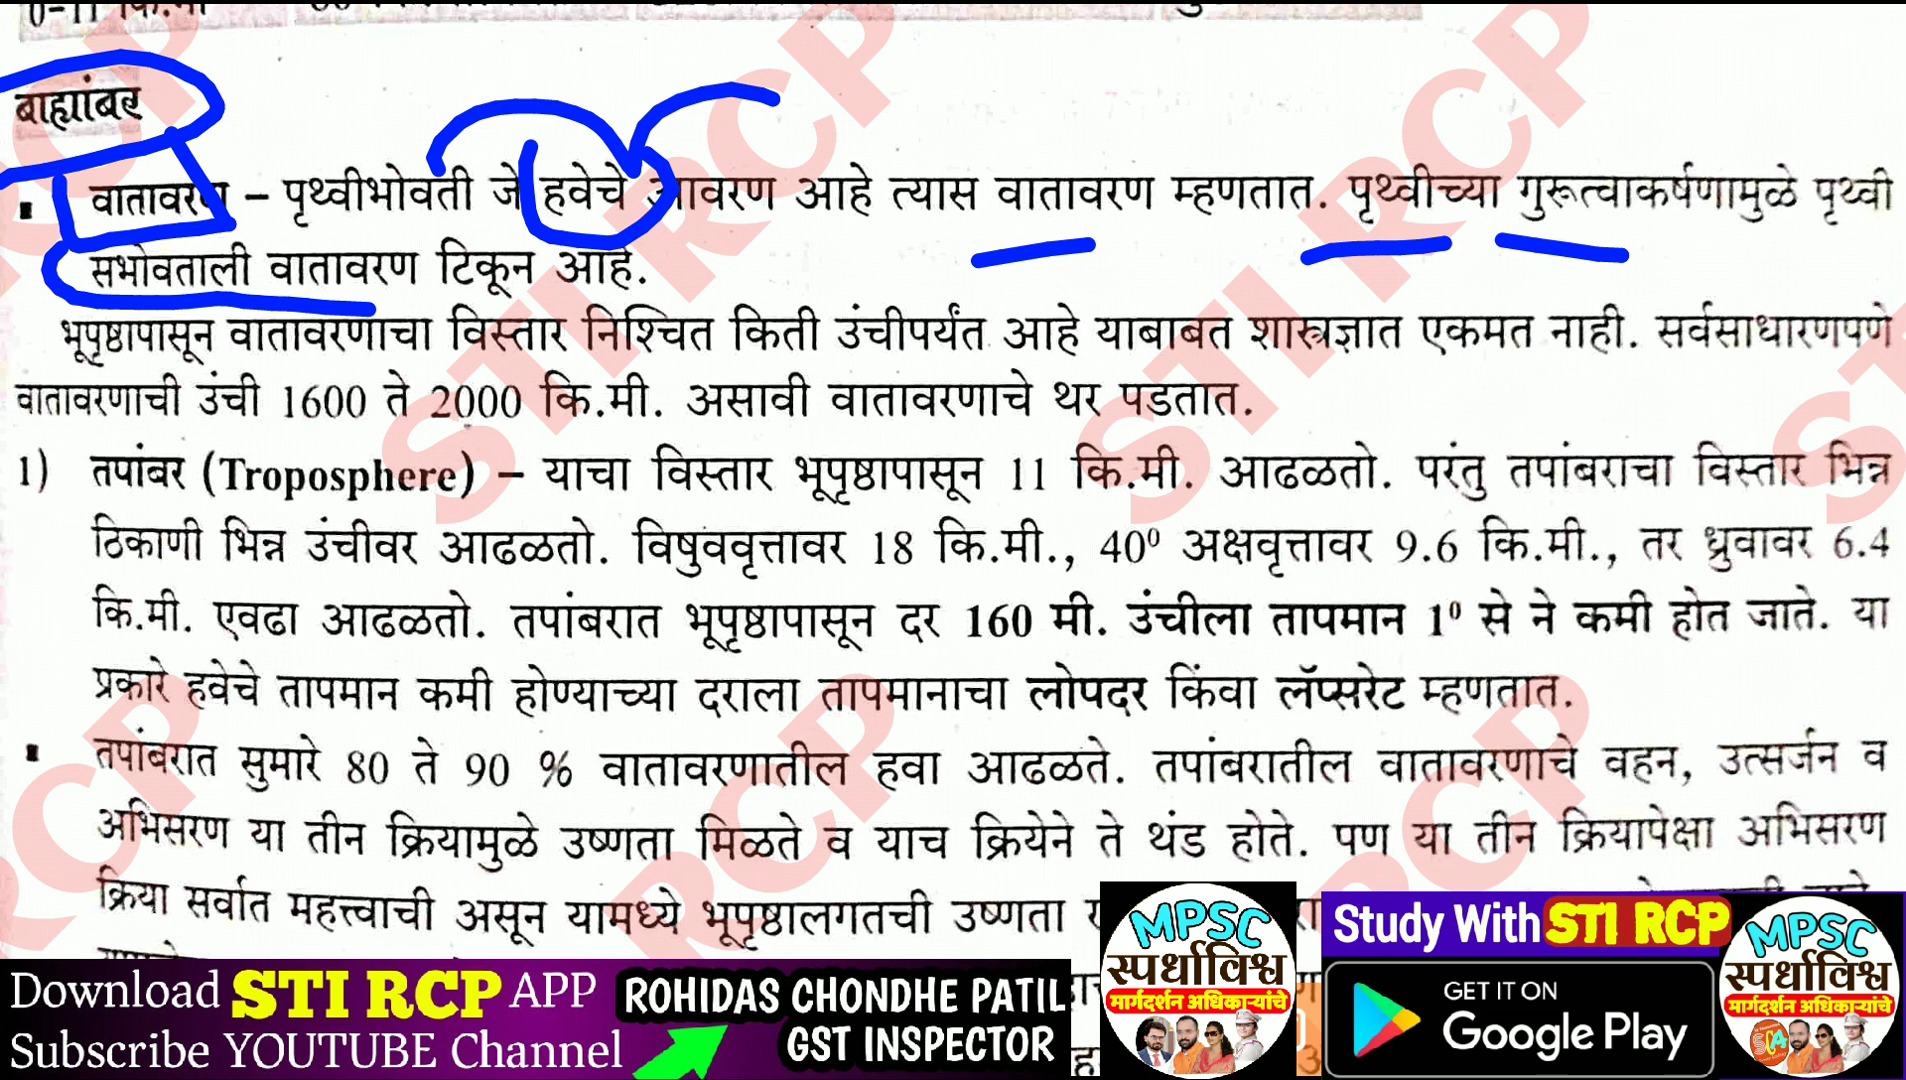 बाह्यांबर
▪ वातावरण – पृथ्वीभोवती जे हवेचे आवरण आहे त्यास वातावरण म्हणतात. पृथ्वीच्या गुरूत्वाकर्षणामुळे पृथ्वी
सभोवताली वातावरण टिकून आहे.
भूपृष्ठापासून वातावरणाचा विस्तार निश्चित किती उंचीपर्यंत आहे याबाबत शास्त्रज्ञात एकमत नाही. सर्वसाधारणपणे
वातावरणाची उंची 1600 ते 2000 कि.मी. असावी वातावरणाचे थर पडतात.
1) तपांबर (Troposphere) – याचा विस्तार भूपृष्ठापासून 11 कि.मी. आढळतो. परंतु तपांबराचा विस्तार भिन्न
ठिकाणी भिन्न उंचीवर आढळतो. विषुववृत्तावर 18 कि.मी., 40⁰ अक्षवृत्तावर 9.6 कि.मी., तर ध्रुवावर 6.4
कि.मी. एवढा आढळतो. तपांबरात भूपृष्ठापासून दर 160 मी. उंचीला तापमान 1⁰ से ने कमी होत जाते. या
प्रकारे हवेचे तापमान कमी होण्याच्या दराला तापमानाचा लोपदर किंवा लॅप्सरेट म्हणतात.
▪ तपांबरात सुमारे 80 ते 90 % वातावरणातील हवा आढळते. तपांबरातील वातावरणाचे वहन, उत्सर्जन व
अभिसरण या तीन क्रियामुळे उष्णता मिळते व याच क्रियेने ते थंड होते. पण या तीन क्रियापेक्षा अभिसरण
क्रिया सर्वात महत्त्वाची असून यामध्ये भूपृष्ठालगतची उष्णता
STI RCP
Download STI RCP APP
Subscribe YOUTUBE Channel
ROHIDAS CHONDHE PATIL
GST INSPECTOR
MPSC
स्पर्धाविश्व
मार्गदर्शन अधिकाऱ्यांचे
Study With STI RCP
GET IT ON
Google Play
MPSC
स्पर्धाविश्व
मार्गदर्शन अधिकाऱ्यांचे